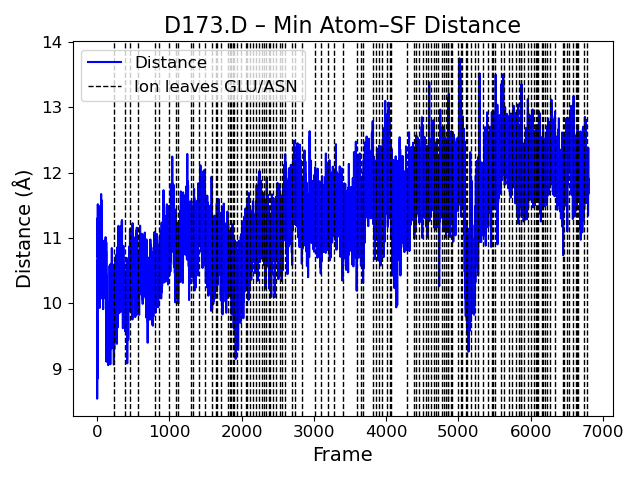 D173.D – Min Atom–SF Distance
Distance
Ion leaves GLU/ASN
Distance (Å)
14
13
12
11
10
9
0 1000 2000 3000 4000 5000 6000 7000
Frame